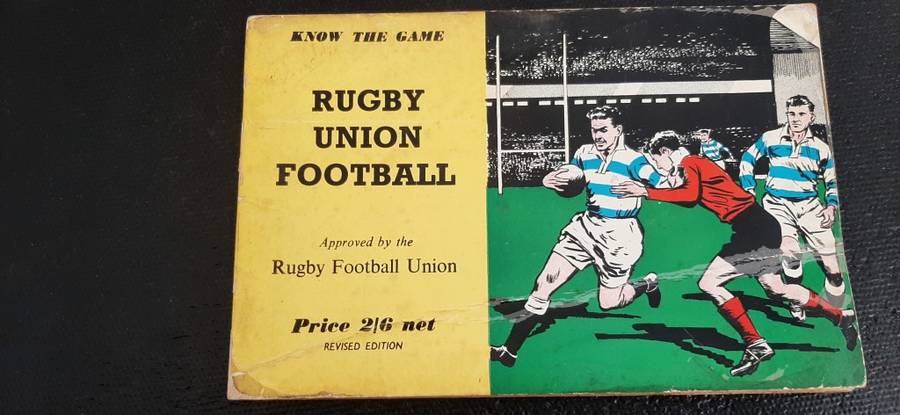 KNOW THE GAME
RUGBY
UNION
FOOTBALL
Approved by the
Rugby Football Union
Price 2/6 net
REVISED EDITION